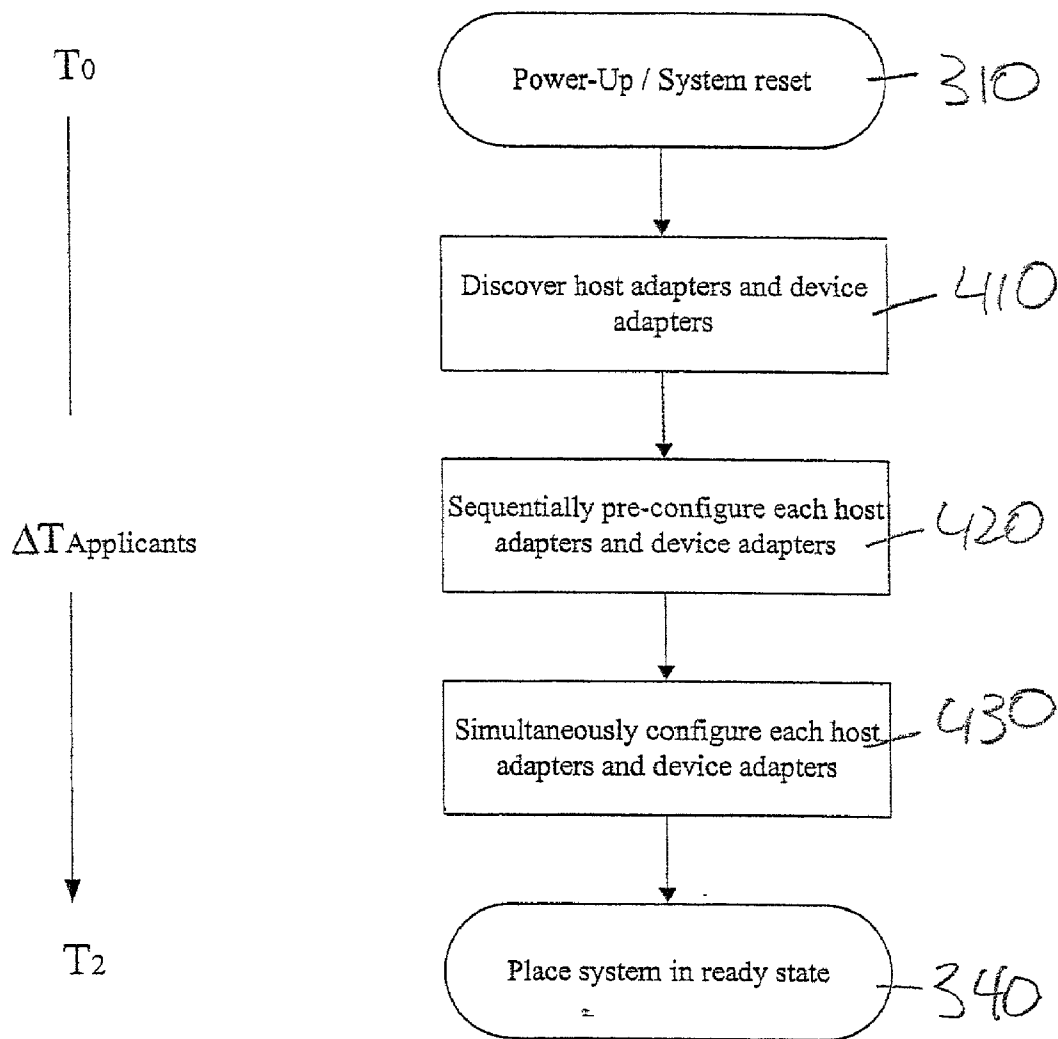 T0
Power-Up / System reset
310
Discover host adapters and device
adapters
410
ΔT Applicants
Sequentially pre-configure each host
adapters and device adapters
420
Simultaneously configure each host
adapters and device adapters
430
T2
Place system in ready state
340